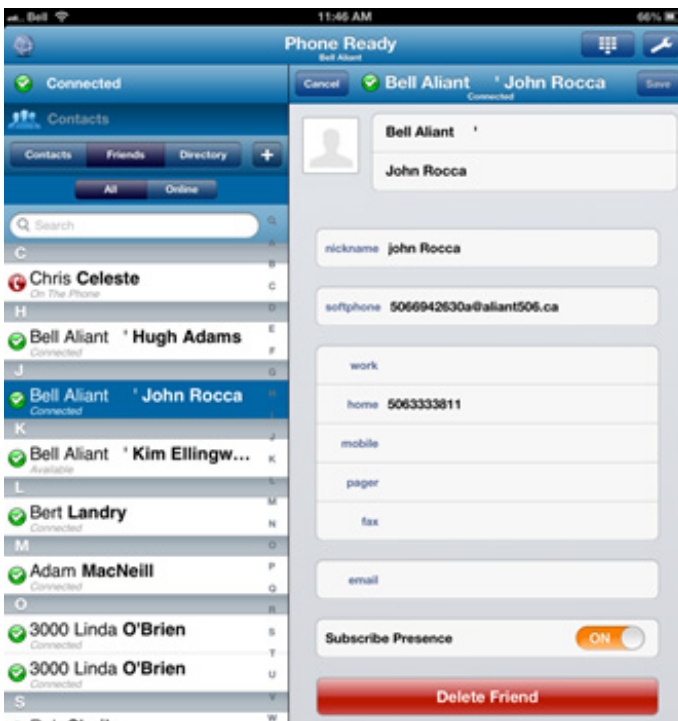 Bell
11:46 AM
66%
Phone Ready
Bell Aliant
Connected
Contacts
Contacts Friends Directory +
All Online
Search
C
Chris Celeste
On The Phone
H
Bell Aliant ' Hugh Adams
Connected
J
Bell Aliant ' John Rocca
Connected
K
Bell Aliant ' Kim Ellingw...
Available
L
Bert Landry
Connected
M
Adam MacNeill
Connected
O
3000 Linda O'Brien
Connected
3000 Linda O'Brien
Connected
S
A
B
C
D
E
F
G
H
I
J
K
L
M
N
O
P
Q
R
S
T
U
V
W
Cancel
Bell Aliant ' John Rocca
Connected
Save
Bell Aliant '
John Rocca
nickname john Rocca
softphone 5066942630a@aliant506.ca
work
home 5063333811
mobile
pager
fax
email
Subscribe Presence ON
Delete Friend